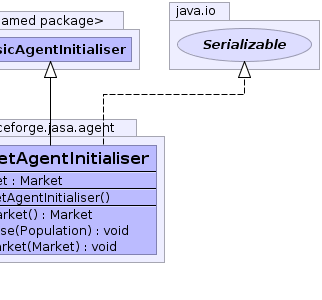 amed package>
java.io
sicAgentInitialiser
Serializable
ceforge.jasa.agent
etAgentInitialiser
et : Market
etAgentInitialiser()
arket() : Market
se(Population) : void
arket(Market) : void